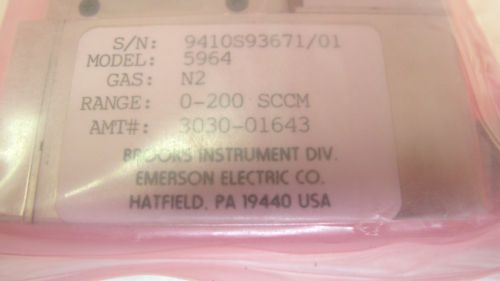 S/N: 9410S93671/01
MODEL: 5964
GAS: N2
RANGE: 0-200 SCCM
AMT#: 3030-01643
BROOKS INSTRUMENT DIV.
EMERSON ELECTRIC CO.
HATFIELD, PA 19440 USA